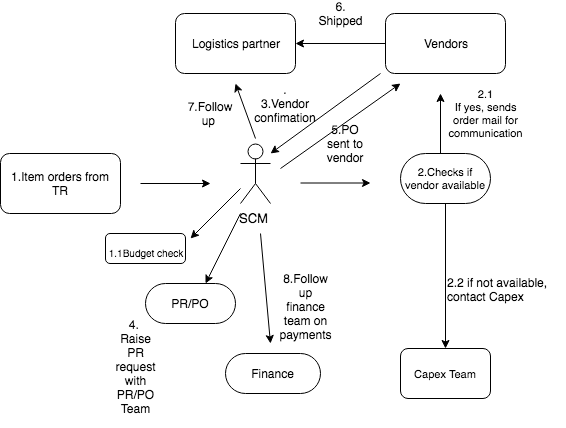 6.
Shipped
Logistics partner
Vendors
7.Follow
up
3.Vendor
confimation
5.PO
sent to
vendor
2.1
If yes, sends
order mail for
communication
1.Item orders from
TR
2.Checks if
vendor available
SCM
1.1Budget check
PR/PO
8.Follow
up
finance
team on
payments
2.2 if not available,
contact Capex
4.
Raise
PR
request
with
PR/PO
Team
Finance
Capex Team